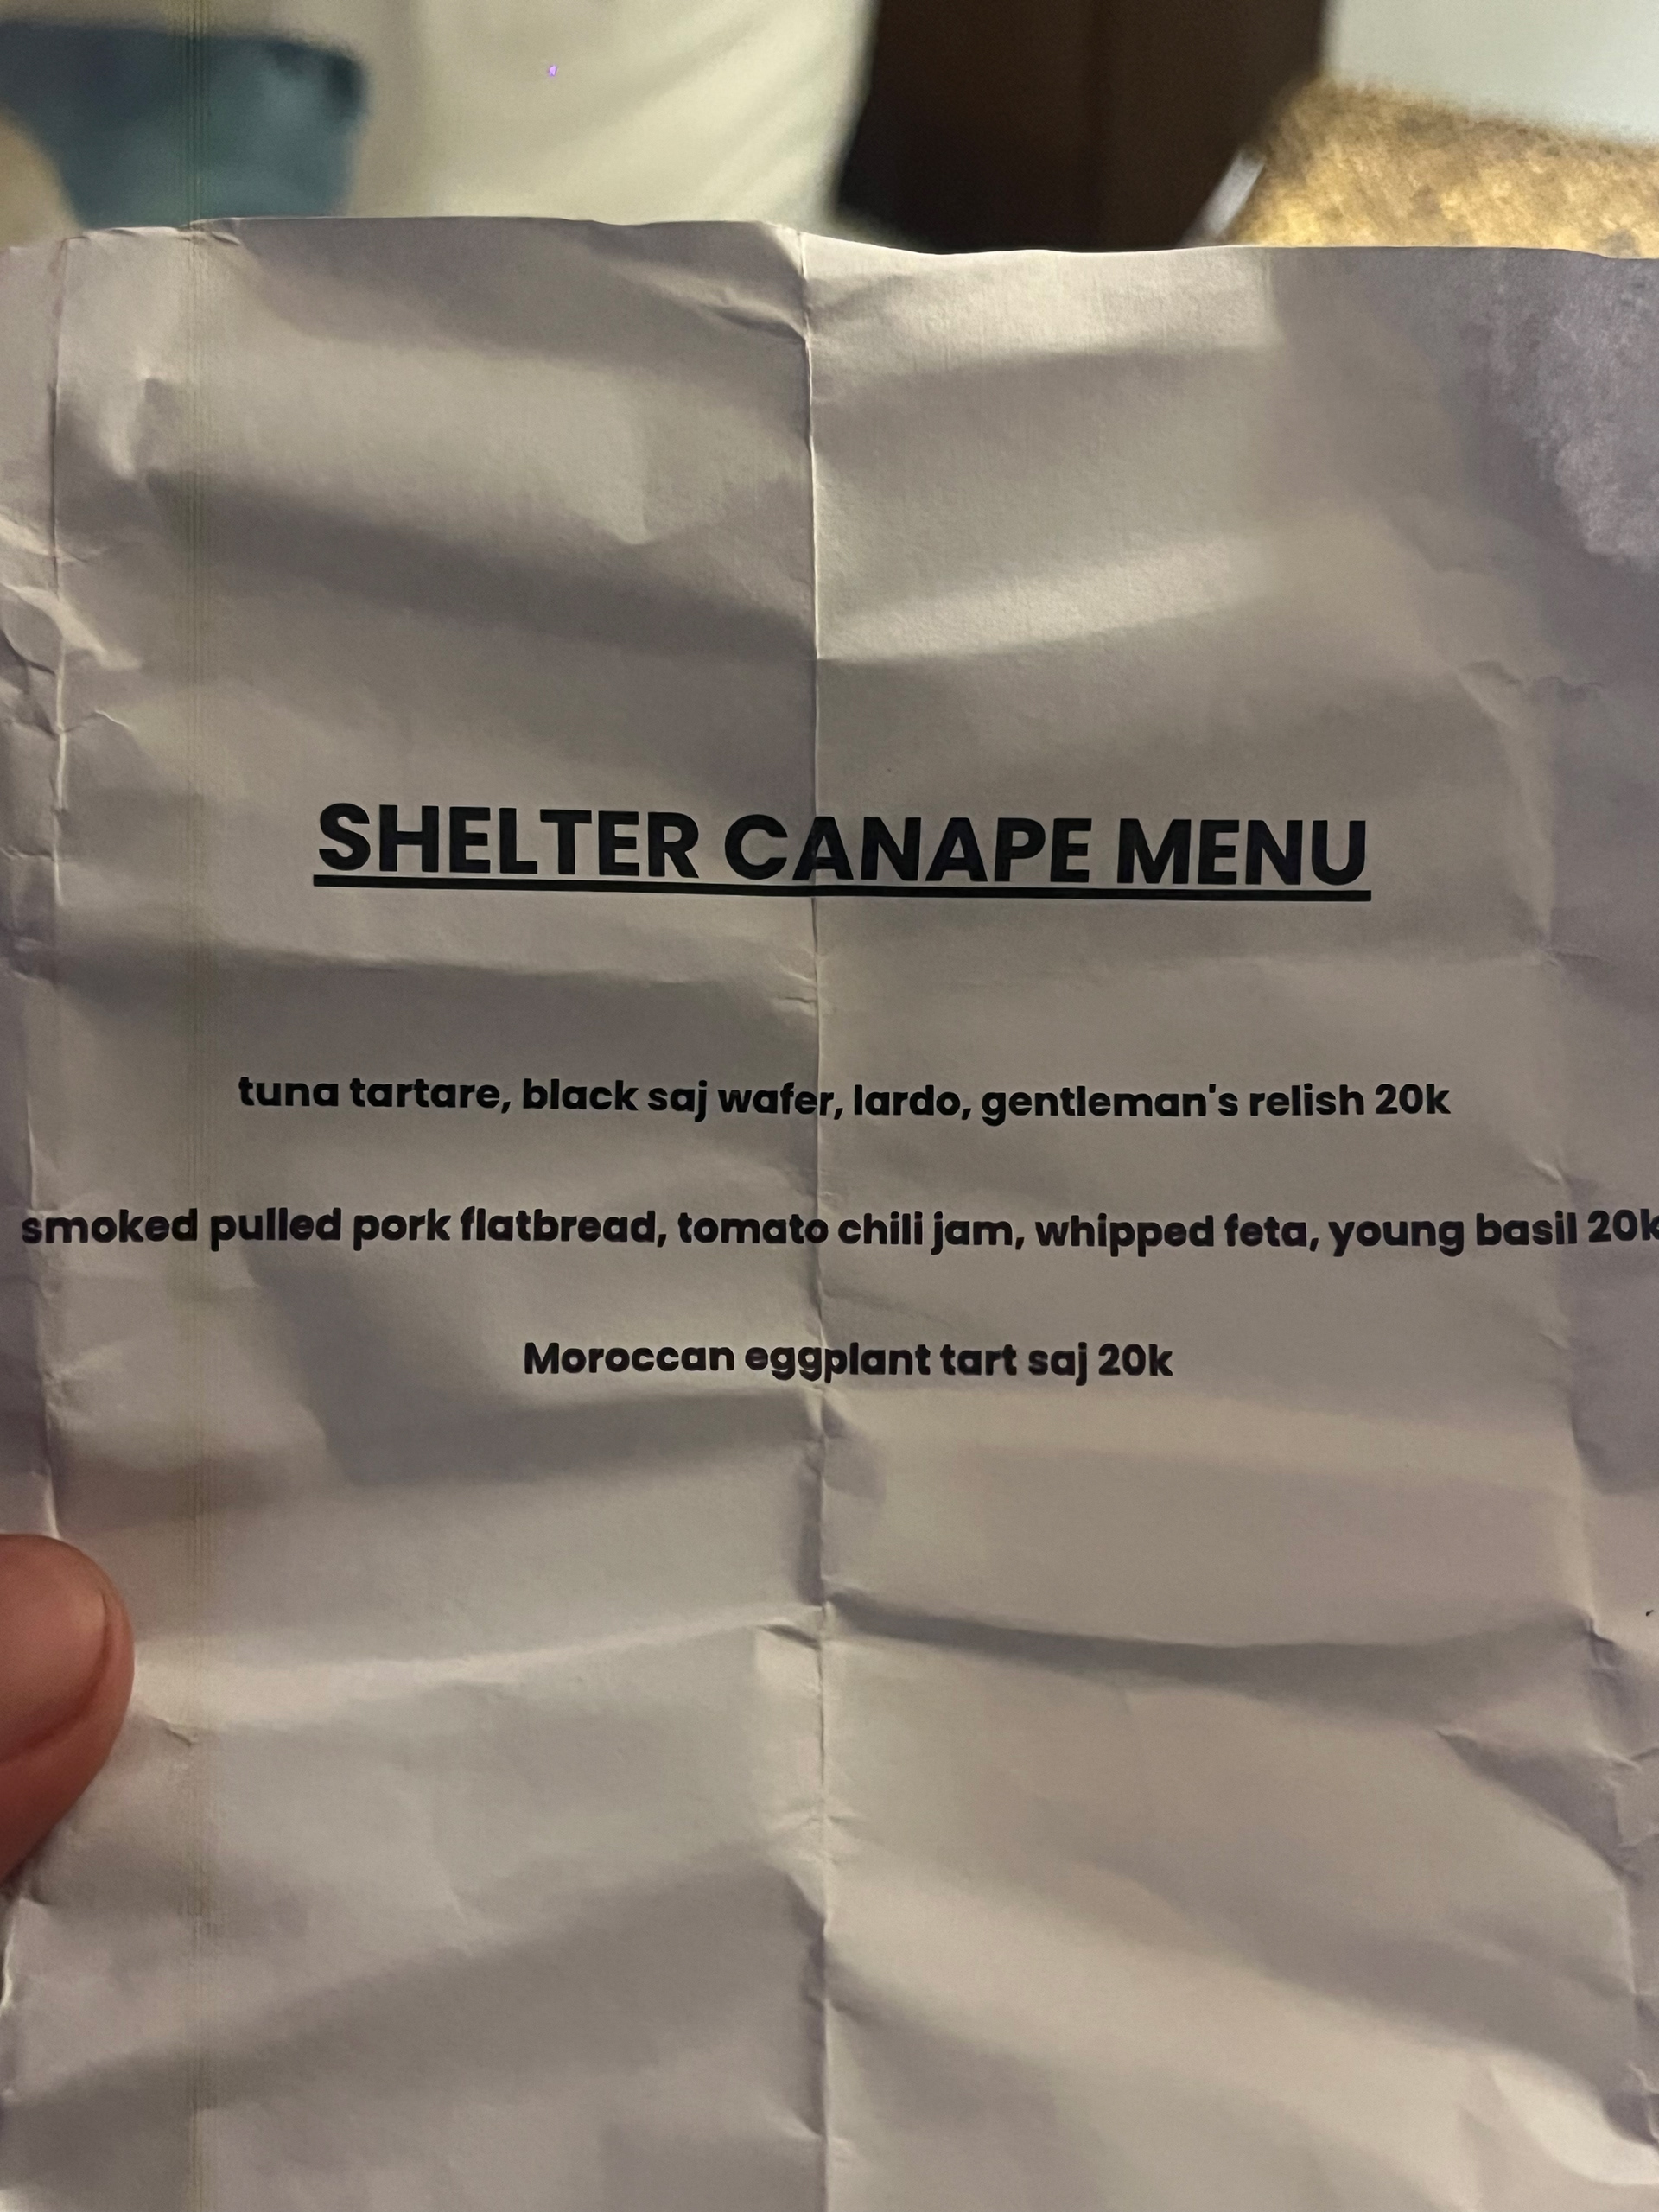 SHELTER CANAPE MENU
tuna tartare, black saj wafer, lardo, gentleman's relish 20k
smoked pulled pork flatbread, tomato chili jam, whipped feta, young basil 20k
Moroccan eggplant tart saj 20k